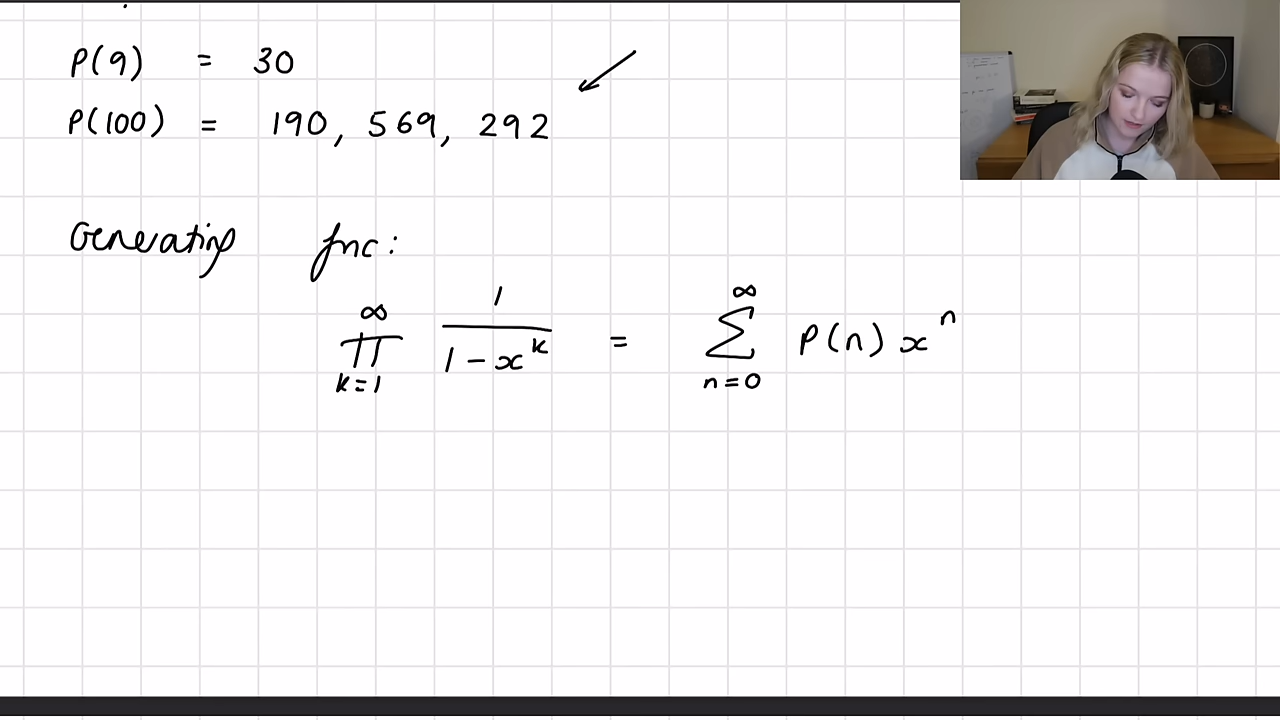 P(9) = 30
P(100) = 190, 569, 292
Generating fnc:
∞ ∏ k=1 1 / 1 - x^k = ∞ ∑ n=0 P(n) x^n